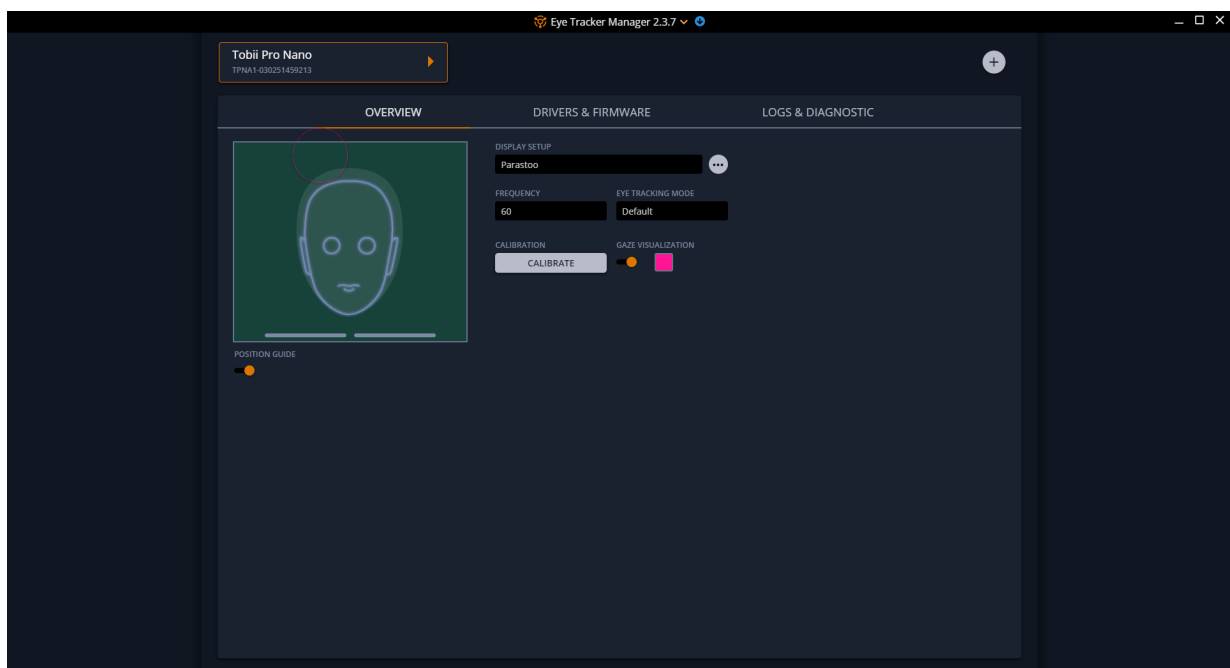 Eye Tracker Manager 2.3.7
Tobii Pro Nano
TPNA1-030251459213
OVERVIEW
DRIVERS & FIRMWARE
LOGS & DIAGNOSTIC
DISPLAY SETUP
Parastoo
FREQUENCY
EYE TRACKING MODE
60
Default
CALIBRATION
GAZE VISUALIZATION
CALIBRATE
POSITION GUIDE